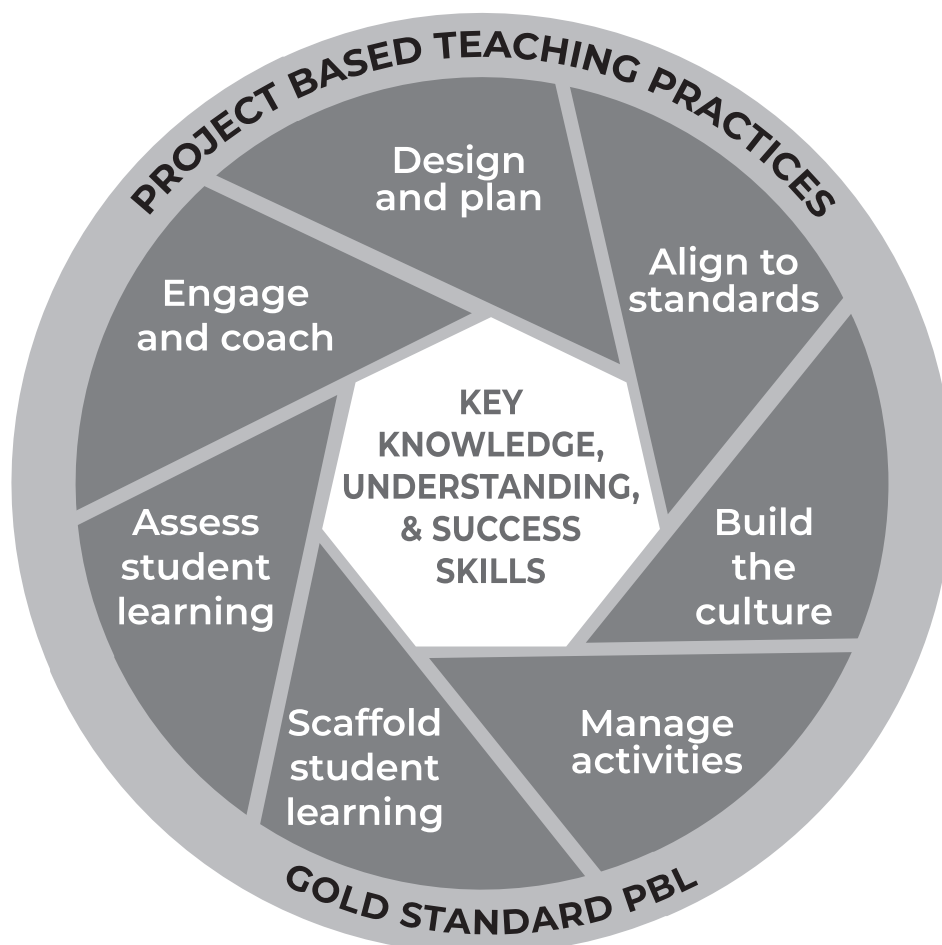 PROJECT BASED TEACHING PRACTICES
Design
and plan
Align to
standards
Build
the
culture
Manage
activities
Scaffold
student
learning
Assess
student
learning
Engage
and coach
KEY
KNOWLEDGE,
UNDERSTANDING,
& SUCCESS
SKILLS
GOLD STANDARD PBL